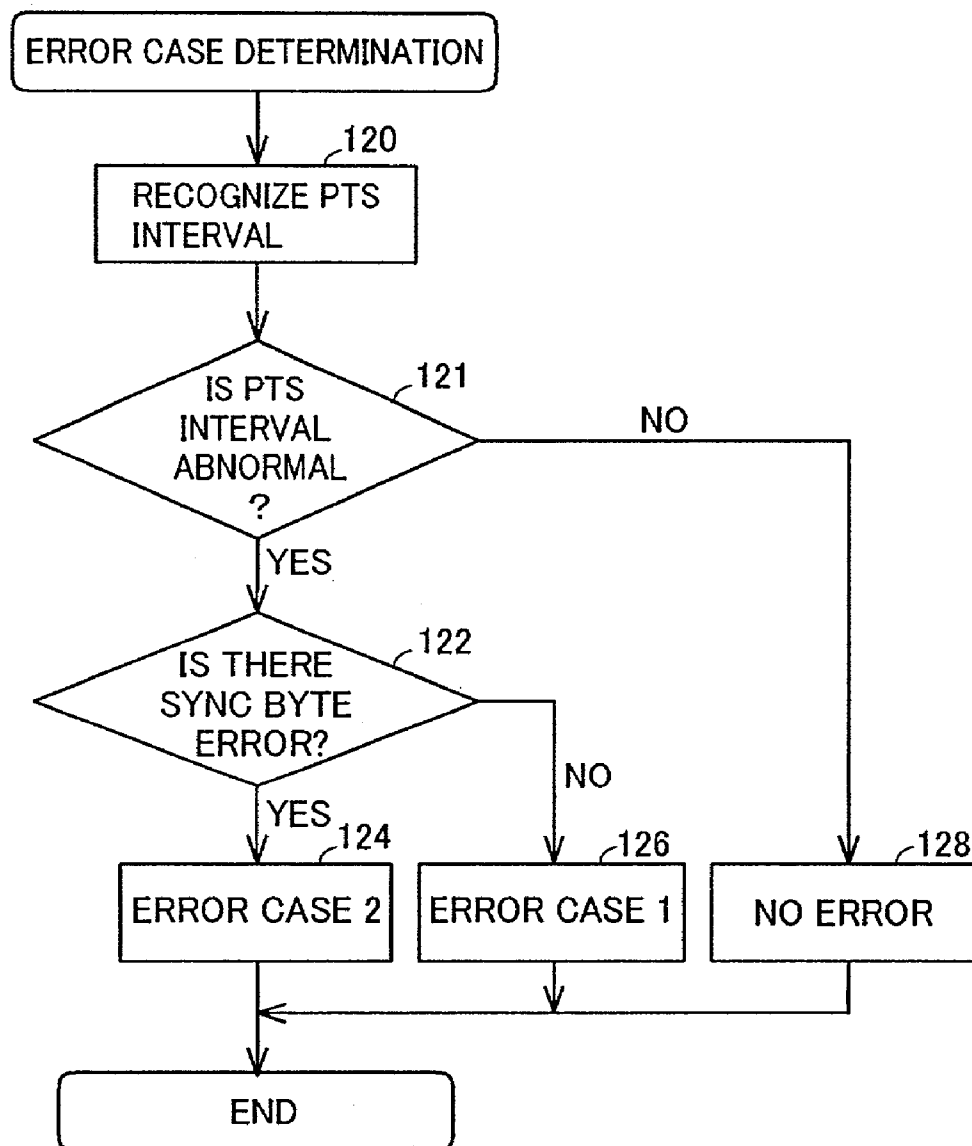 ERROR CASE DETERMINATION
120
RECOGNIZE PTS
INTERVAL
121
IS PTS
INTERVAL
ABNORMAL
?
NO
YES
122
IS THERE
SYNC BYTE
ERROR?
NO
YES
124
ERROR CASE 2
126
ERROR CASE 1
128
NO ERROR
END